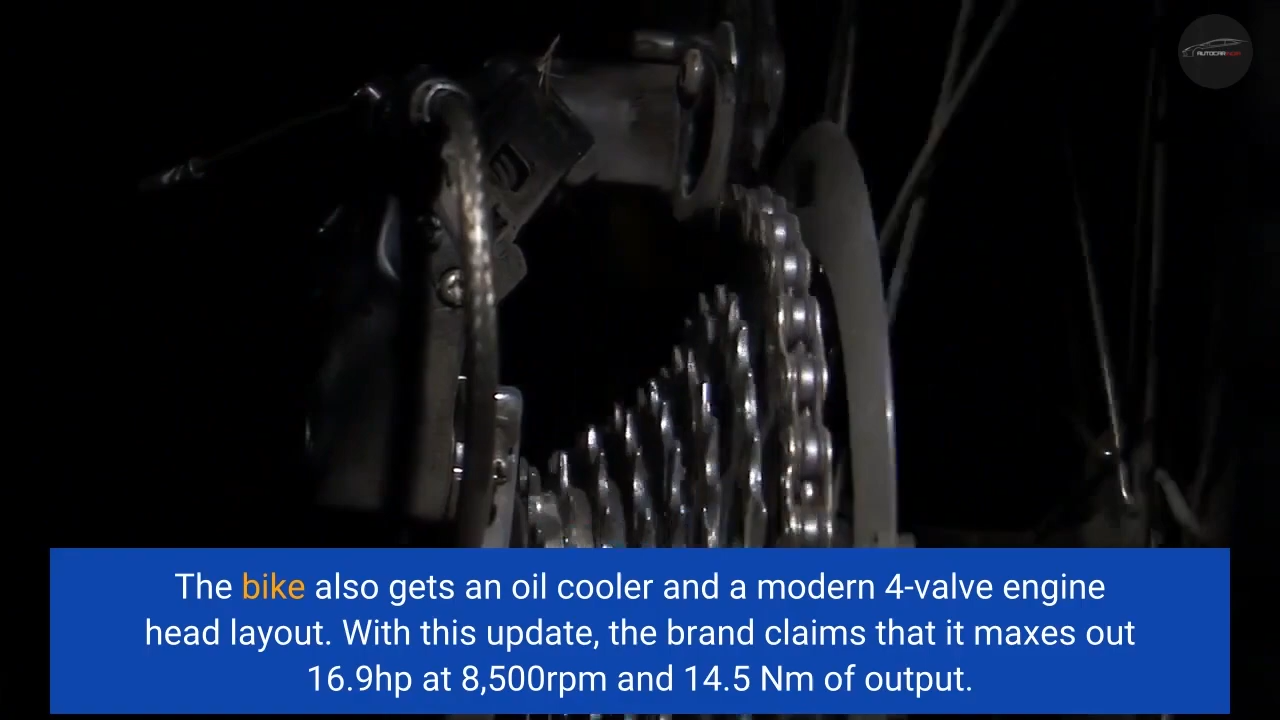 AUTOCARINDIA
The bike also gets an oil cooler and a modern 4-valve engine
head layout. With this update, the brand claims that it maxes out
16.9hp at 8,500rpm and 14.5 Nm of output.